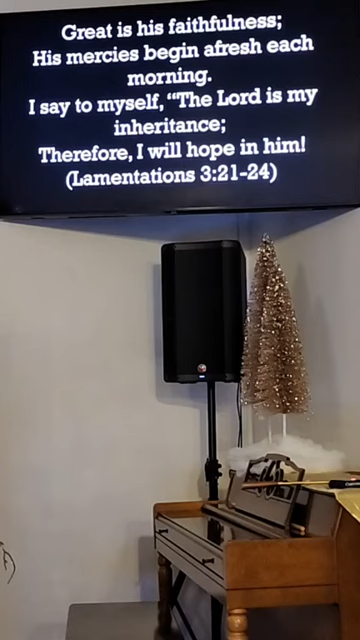 Great is his faithfulness;
His mercies begin afresh each
morning.
I say to myself, “The Lord is my
inheritance;
Therefore, I will hope in him!
(Lamentations 3:21-24)